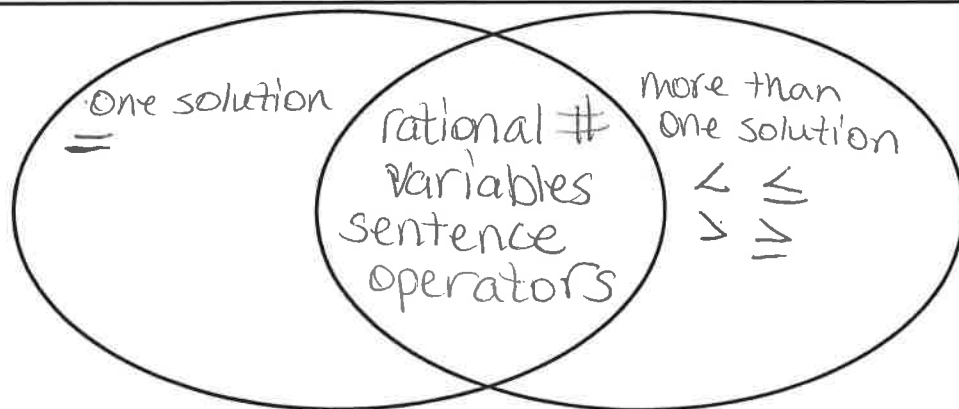 one solution
=
rational #
variables
sentence
operators
more than
one solution
< ≤
> ≥